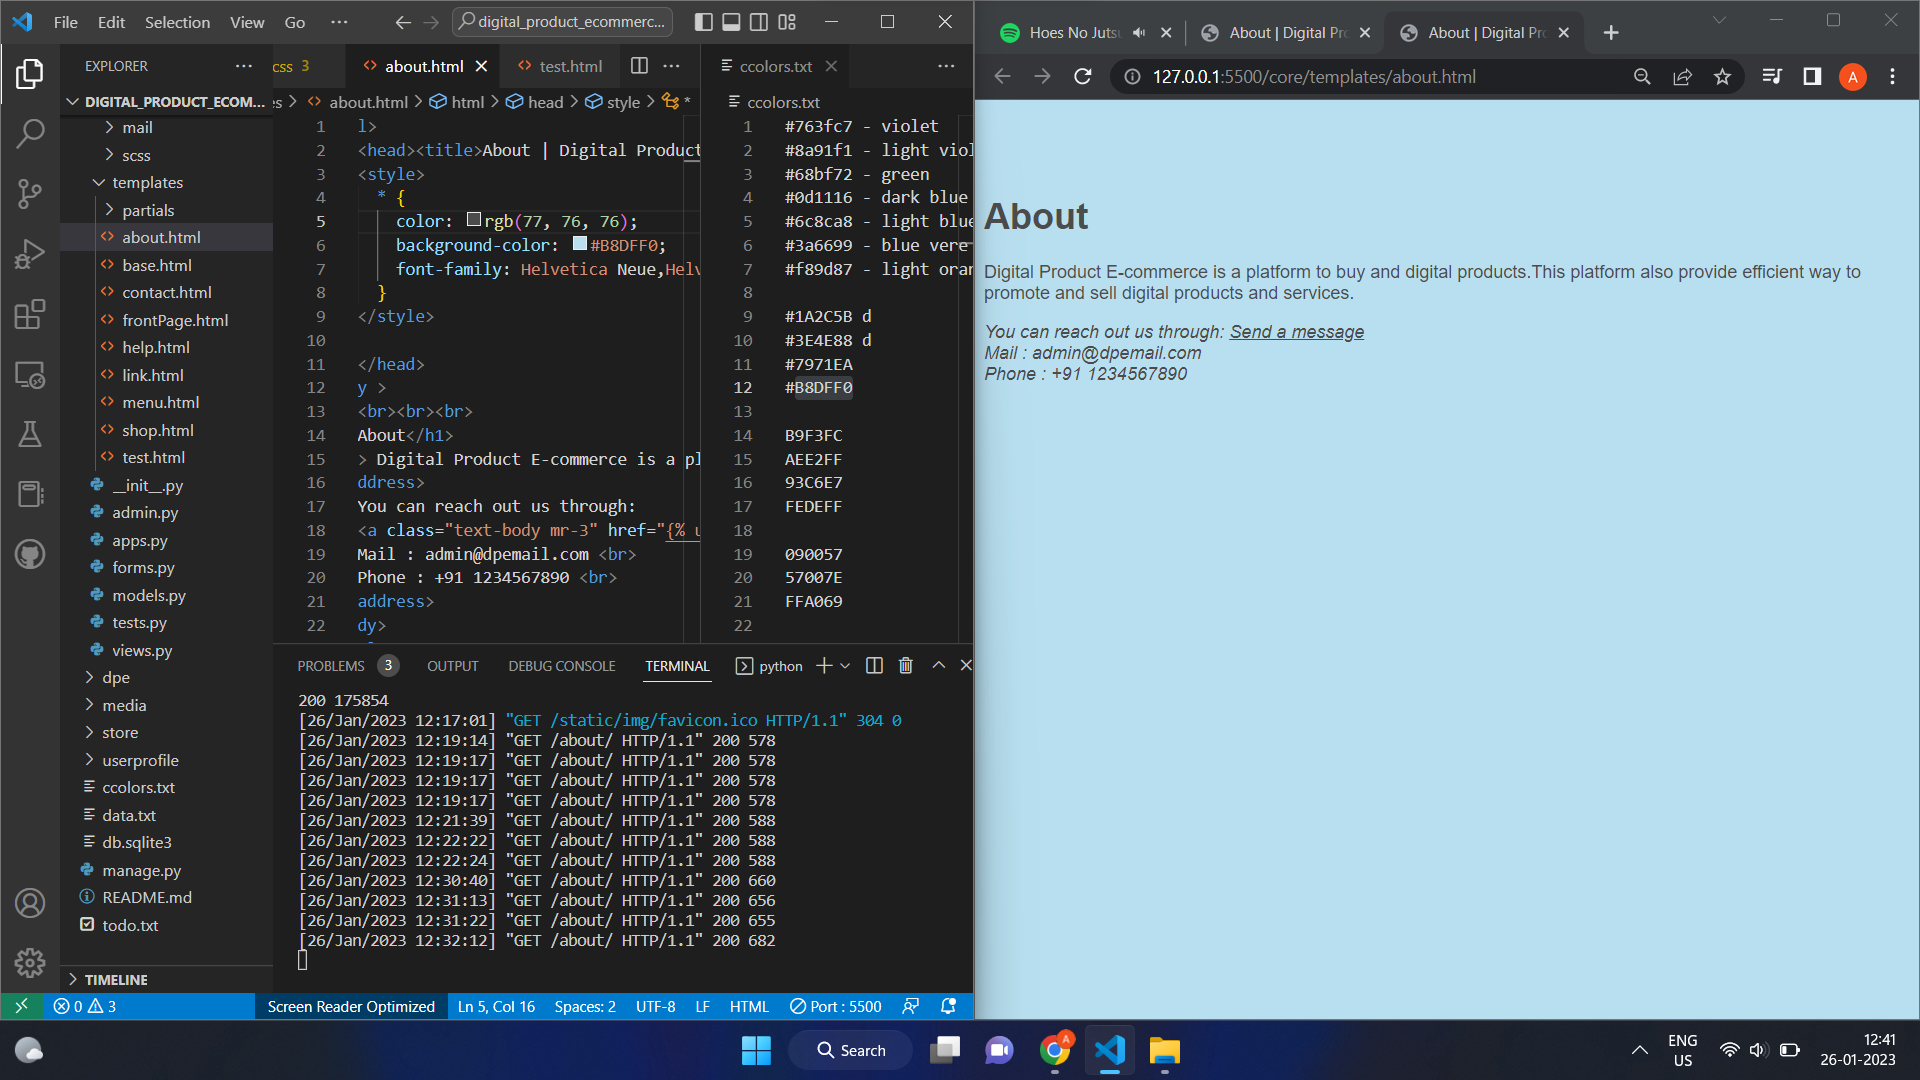 File Edit Selection View Go ··· digital_product_ecommerc...
EXPLORER
DIGITAL_PRODUCT_ECOM...
mail
scss
templates
partials
about.html
base.html
contact.html
frontPage.html
help.html
link.html
menu.html
shop.html
test.html
__init__.py
admin.py
apps.py
forms.py
models.py
tests.py
views.py
dpe
media
store
userprofile
ccolors.txt
data.txt
db.sqlite3
manage.py
README.md
todo.txt
TIMELINE
css 3 about.html test.html
es > about.html > html > head > style > *
1 l>
2 <head><title>About | Digital Product
3 <style>
4 * {
5 color: rgb(77, 76, 76);
6 background-color: #B8DFF0;
7 font-family: Helvetica Neue,Helv
8 }
9 </style>
10
11 </head>
12 y >
13 <br><br><br>
14 About</h1>
15 > Digital Product E-commerce is a pl
16 ddress>
17 You can reach out us through:
18 <a class="text-body mr-3" href="{% u
19 Mail : admin@dpemail.com <br>
20 Phone : +91 1234567890 <br>
21 address>
22 dy>
ccolors.txt
ccolors.txt
1 #763fc7 - violet
2 #8a91f1 - light viol
3 #68bf72 - green
4 #0d1116 - dark blue
5 #6c8ca8 - light blue
6 #3a6699 - blue vere
7 #f89d87 - light oran
8
9 #1A2C5B d
10 #3E4E88 d
11 #7971EA
12 #B8DFF0
13
14 B9F3FC
15 AEE2FF
16 93C6E7
17 FEDEFF
18
19 090057
20 57007E
21 FFA069
22
PROBLEMS 3 OUTPUT DEBUG CONSOLE TERMINAL python
200 175854
[26/Jan/2023 12:17:01] "GET /static/img/favicon.ico HTTP/1.1" 304 0
[26/Jan/2023 12:19:14] "GET /about/ HTTP/1.1" 200 578
[26/Jan/2023 12:19:17] "GET /about/ HTTP/1.1" 200 578
[26/Jan/2023 12:19:17] "GET /about/ HTTP/1.1" 200 578
[26/Jan/2023 12:19:17] "GET /about/ HTTP/1.1" 200 578
[26/Jan/2023 12:21:39] "GET /about/ HTTP/1.1" 200 588
[26/Jan/2023 12:22:22] "GET /about/ HTTP/1.1" 200 588
[26/Jan/2023 12:22:24] "GET /about/ HTTP/1.1" 200 588
[26/Jan/2023 12:30:40] "GET /about/ HTTP/1.1" 200 660
[26/Jan/2023 12:31:13] "GET /about/ HTTP/1.1" 200 656
[26/Jan/2023 12:31:22] "GET /about/ HTTP/1.1" 200 655
[26/Jan/2023 12:32:12] "GET /about/ HTTP/1.1" 200 682
0 3 Screen Reader Optimized Ln 5, Col 16 Spaces: 2 UTF-8 LF HTML Port : 5500
Hoes No Jutsu About | Digital Pro About | Digital Pro
127.0.0.1:5500/core/templates/about.html A
About
Digital Product E-commerce is a platform to buy and digital products.This platform also provide efficient way to
promote and sell digital products and services.
You can reach out us through: Send a message
Mail : admin@dpemail.com
Phone : +91 1234567890
Search
A
ENG
US
12:41
26-01-2023